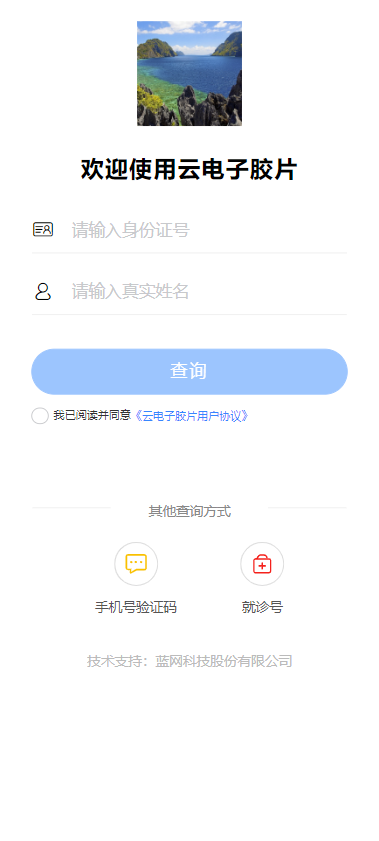 欢迎使用云电子胶片
请输入身份证号
请输入真实姓名
查询
我已阅读并同意《云电子胶片用户协议》
其他查询方式
手机号验证码 就诊号
技术支持：蓝网科技股份有限公司